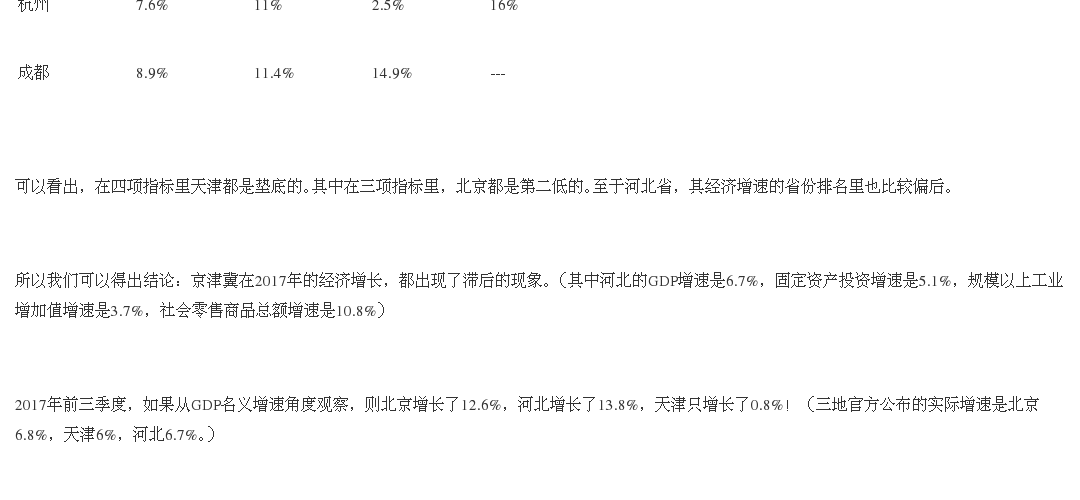 杭州 7.6% 11% 2.5% 16%
成都 8.9% 11.4% 14.9% ---
可以看出，在四项指标里天津都是垫底的。其中在三项指标里，北京都是第二低的。至于河北省，其经济增速的省份排名里也比较偏后。
所以我们可以得出结论：京津冀在2017年的经济增长，都出现了滞后的现象。（其中河北的GDP增速是6.7%，固定资产投资增速是5.1%，规模以上工业
增加值增速是3.7%，社会零售商品总额增速是10.8%）
2017年前三季度，如果从GDP名义增速角度观察，则北京增长了12.6%，河北增长了13.8%，天津只增长了0.8%！（三地官方公布的实际增速是北京
6.8%，天津6%，河北6.7%。）